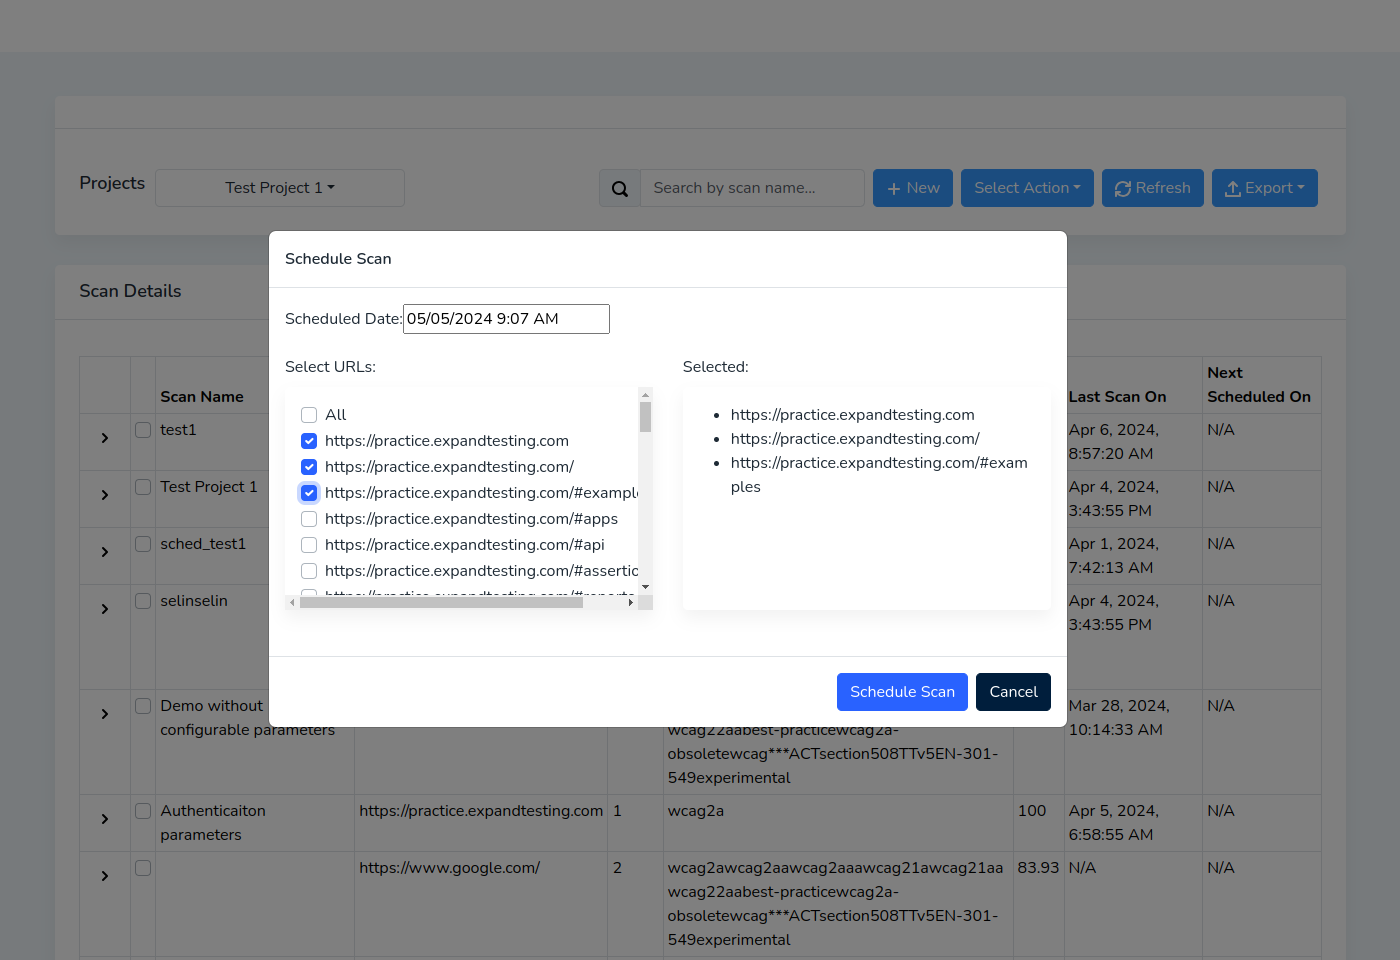 Projects
Test Project 1
Search by scan name...
New
Select Action
Refresh
Export
Schedule Scan
Scheduled Date: 05/05/2024 9:07 AM
Select URLs:
All
https://practice.expandtesting.com
https://practice.expandtesting.com/
https://practice.expandtesting.com/#example
https://practice.expandtesting.com/#apps
https://practice.expandtesting.com/#api
https://practice.expandtesting.com/#assertic
Selected:
https://practice.expandtesting.com
https://practice.expandtesting.com/
https://practice.expandtesting.com/#exam
ples
Schedule Scan
Cancel
Scan Details
Scan Name
Last Scan On
Next
Scheduled On
test1
Apr 6, 2024,
8:57:20 AM
N/A
Test Project 1
Apr 4, 2024,
3:43:55 PM
N/A
sched_test1
Apr 1, 2024,
7:42:13 AM
N/A
selinselin
Apr 4, 2024,
3:43:55 PM
N/A
Demo without
configurable parameters
wcag22aabest-practicewcag2a-
obsoletewcag***ACTsection508TTv5EN-301-
549experimental
Mar 28, 2024,
10:14:33 AM
N/A
Authenticaiton
parameters
https://practice.expandtesting.com
1
wcag2a
100
Apr 5, 2024,
6:58:55 AM
N/A
https://www.google.com/
2
wcag2awcag2aawcag2aaawcag21awcag21aa
wcag22aabest-practicewcag2a-
obsoletewcag***ACTsection508TTv5EN-301-
549experimental
83.93
N/A
N/A